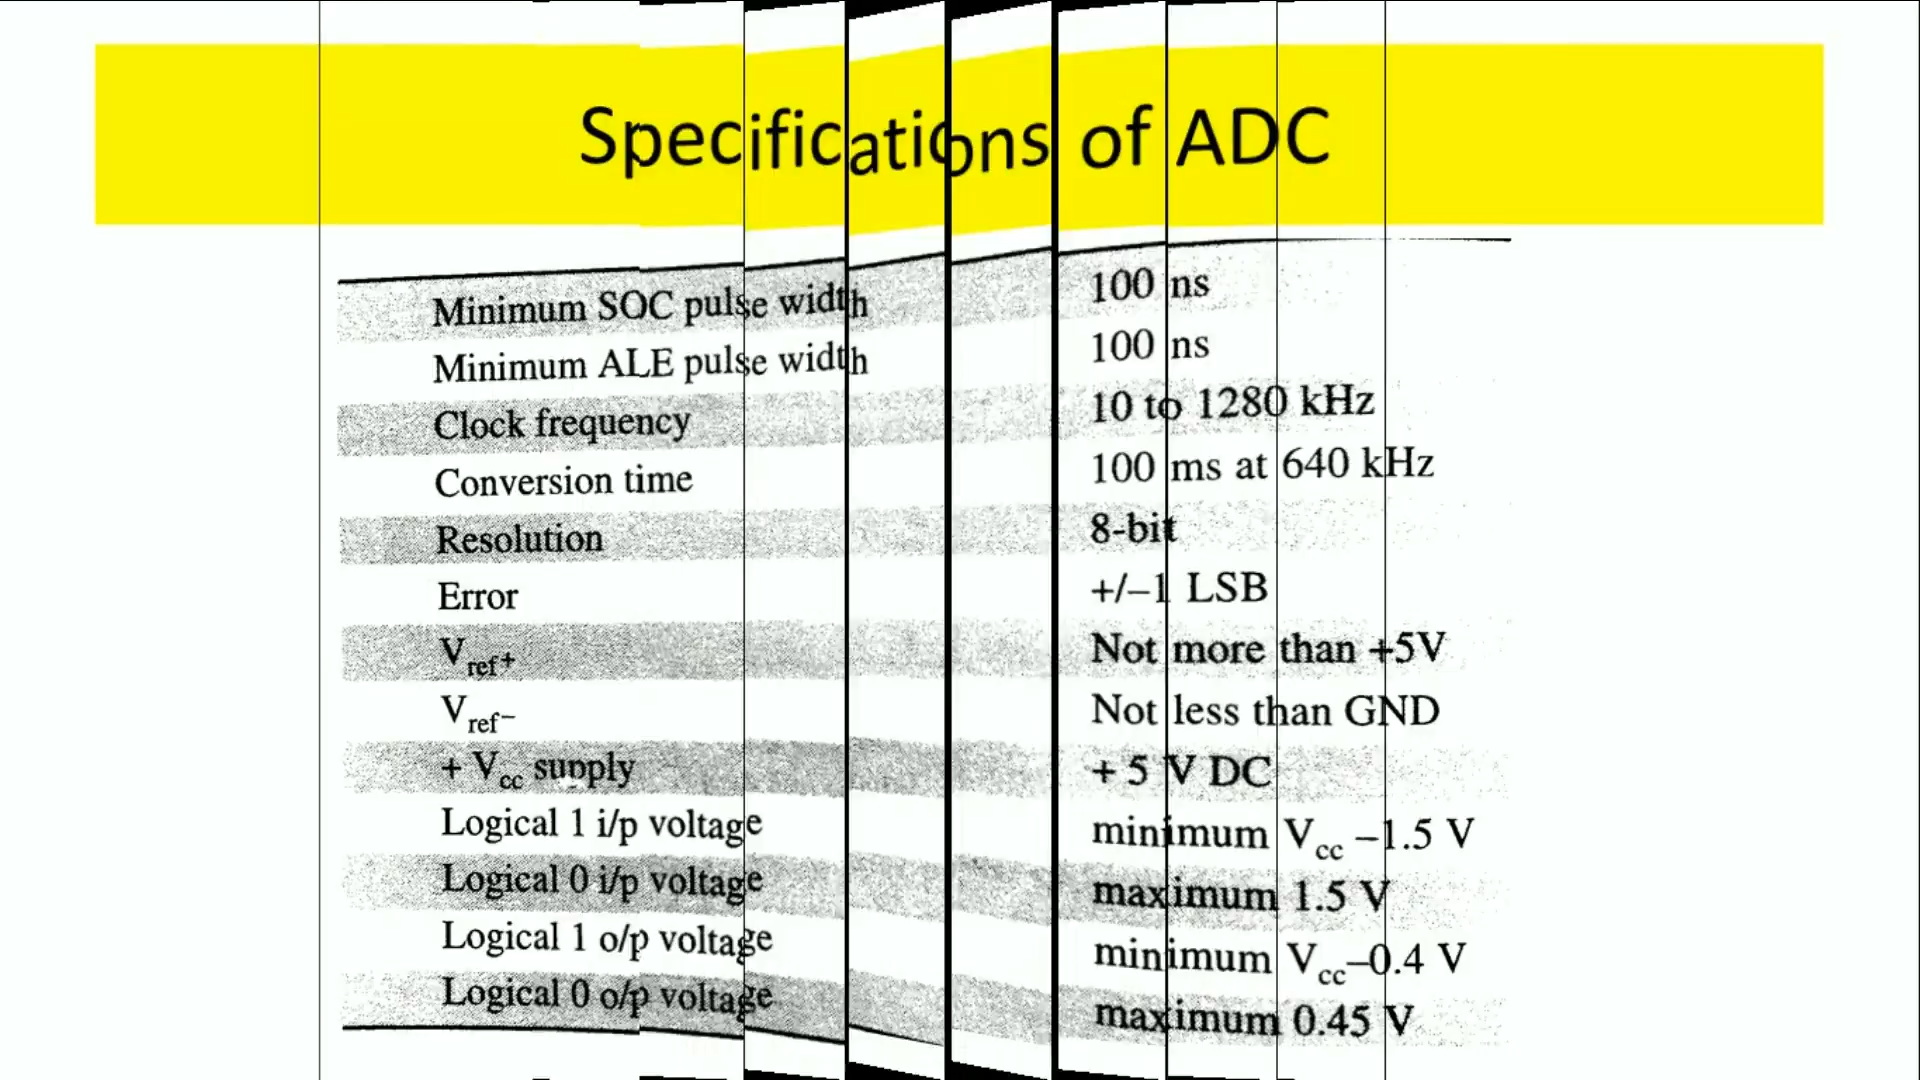 Specifications of ADC
Minimum SOC pulse width 100 ns
Minimum ALE pulse width 100 ns
Clock frequency 10 to 1280 kHz
Conversion time 100 ms at 640 kHz
Resolution 8-bit
Error +/–1 LSB
Vref+ Not more than +5V
Vref– Not less than GND
+ Vcc supply + 5 V DC
Logical 1 i/p voltage minimum Vcc –1.5 V
Logical 0 i/p voltage maximum 1.5 V
Logical 1 o/p voltage minimum Vcc–0.4 V
Logical 0 o/p voltage maximum 0.45 V